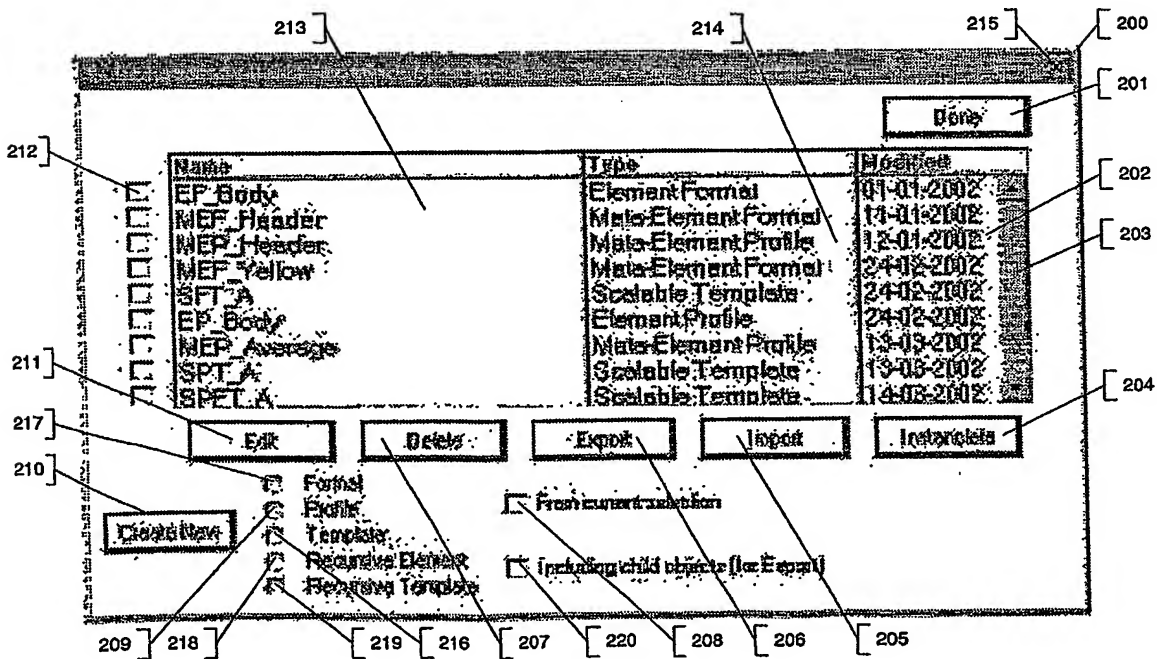 213 214 215 200
201
Done
212
Name Type Modified
202
EF_Body Element Format 01-01-2002
MEF_Header Meta-Element Format 11-01-2002
203
MEP_Header Meta-Element Profile 12-01-2002
MEF_Yellow Meta-Element Format 24-02-2002
SFT_A Scalable Template 24-02-2002
EP_Body Element Profile 24-02-2002
MEP_Average Meta-Element Profile 13-03-2002
211
SPT_A Scalable Template 13-03-2002
204
SPET_A Scalable Template 14-03-2002
217
Edit Delete Export Import Instanciate
210
Format
Profile From current selection
Create New Template
Recursive Element Including child objects (for Export)
Recursive Template
209 218 219 216 207 220 208 206 205